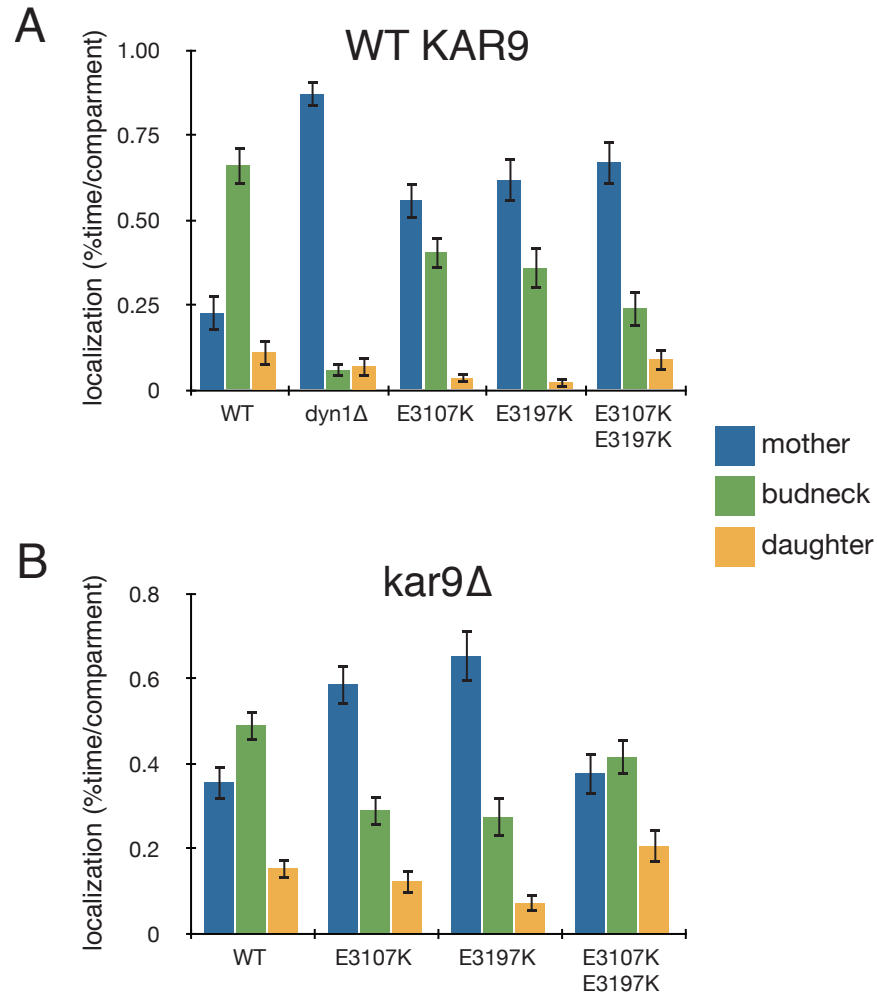 A
WT KAR9
localization (%time/comparment)
1.00
0.75
0.50
0.25
0
WT
dyn1Δ
E3107K
E3197K
E3107K
E3197K
mother
budneck
daughter
B
kar9Δ
localization (%time/comparment)
0.8
0.6
0.4
0.2
0
WT
E3107K
E3197K
E3107K
E3197K